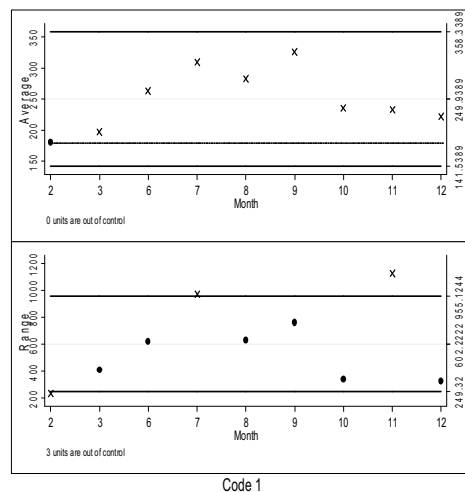 Average
350
300
250
200
150
358.3389
249.9389
141.5389
2 3 6 7 8 9 10 11 12
Month
0 units are out of control
Range
1200
1000
800
600
400
200
955.1244
602.2222
249.32
2 3 6 7 8 9 10 11 12
Month
3 units are out of control
Code 1